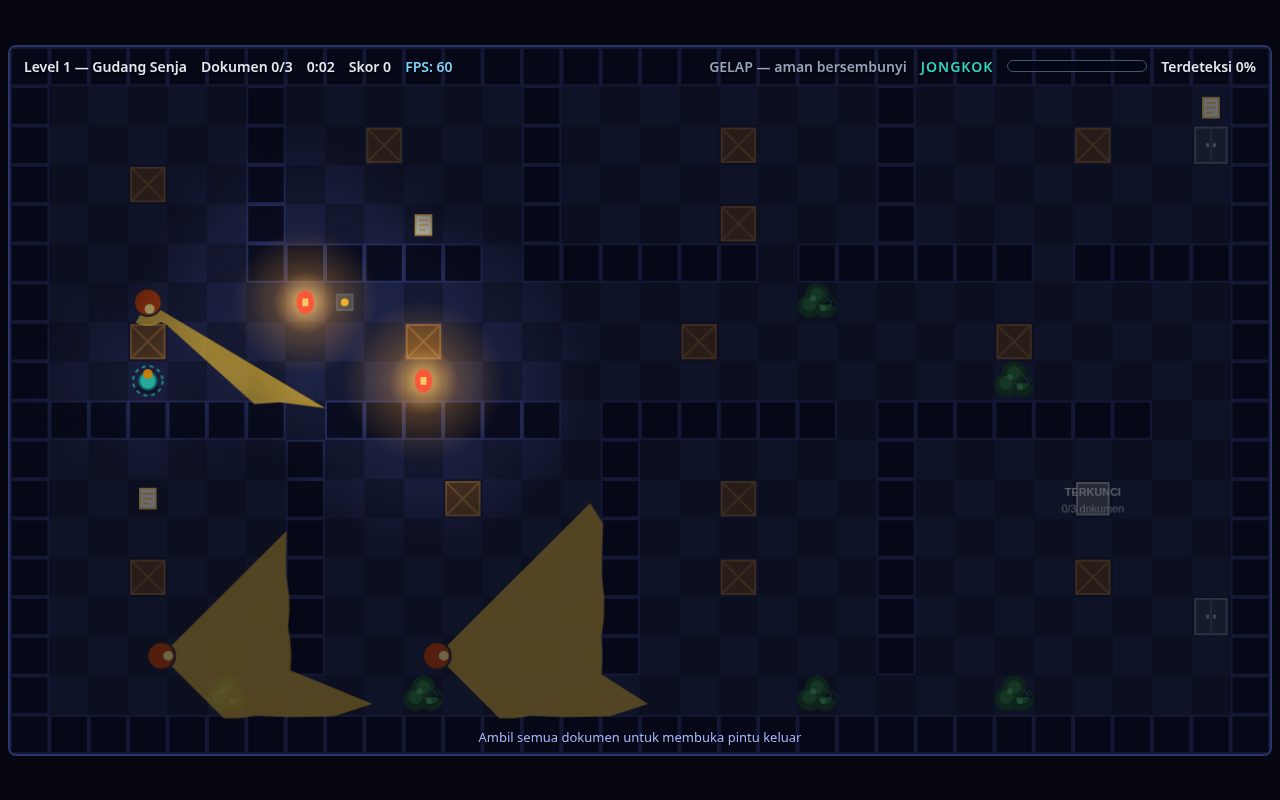 Level 1 — Gudang Senja Dokumen 0/3 0:02 Skor 0 FPS: 60 GELAP — aman bersembunyi JONGKOK Terdeteksi 0%
TERKUNCI
0/3 dokumen
Ambil semua dokumen untuk membuka pintu keluar